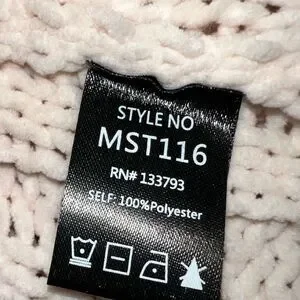 STYLE NO
MST116
RN# 133793
SELF: 100%Polyester